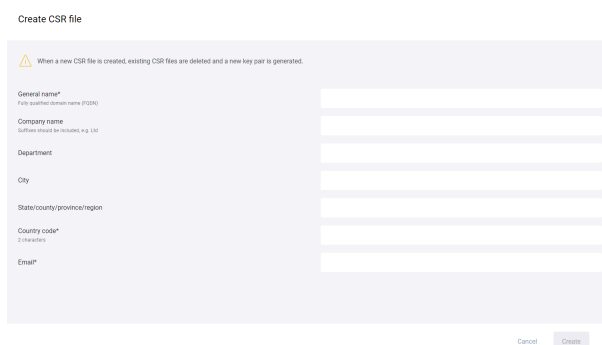 Create CSR file
When a new CSR file is created, existing CSR files are deleted and a new key pair is generated.
General name*
Fully qualified domain name (FQDN)
Company name
Suffixes should be included, e.g. Ltd
Department
City
State/county/province/region
Country code*
2 characters
Email*
Cancel
Create